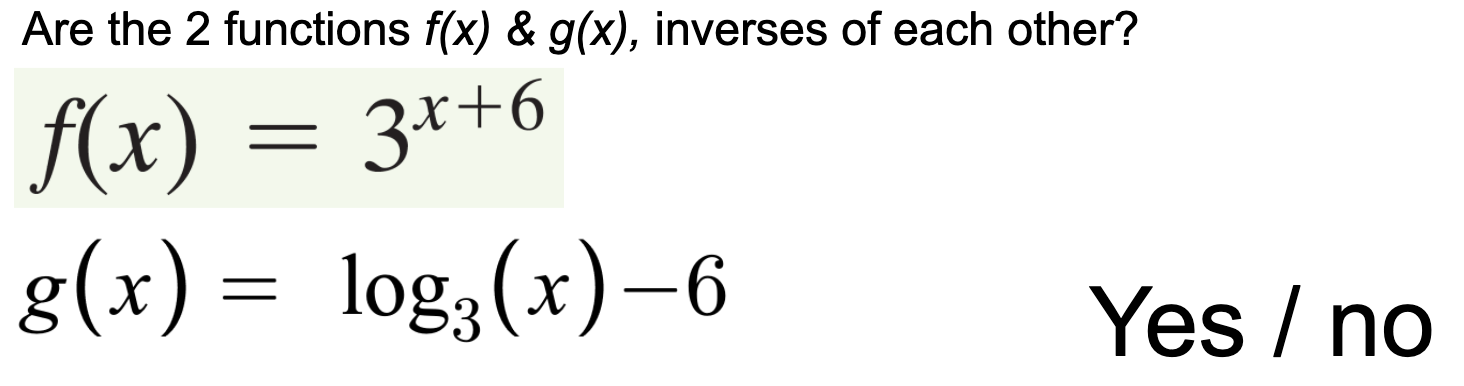 Are the 2 functions f(x) & g(x), inverses of each other?
f(x) = 3^{x+6}
g(x) = log₃(x)−6
Yes / no